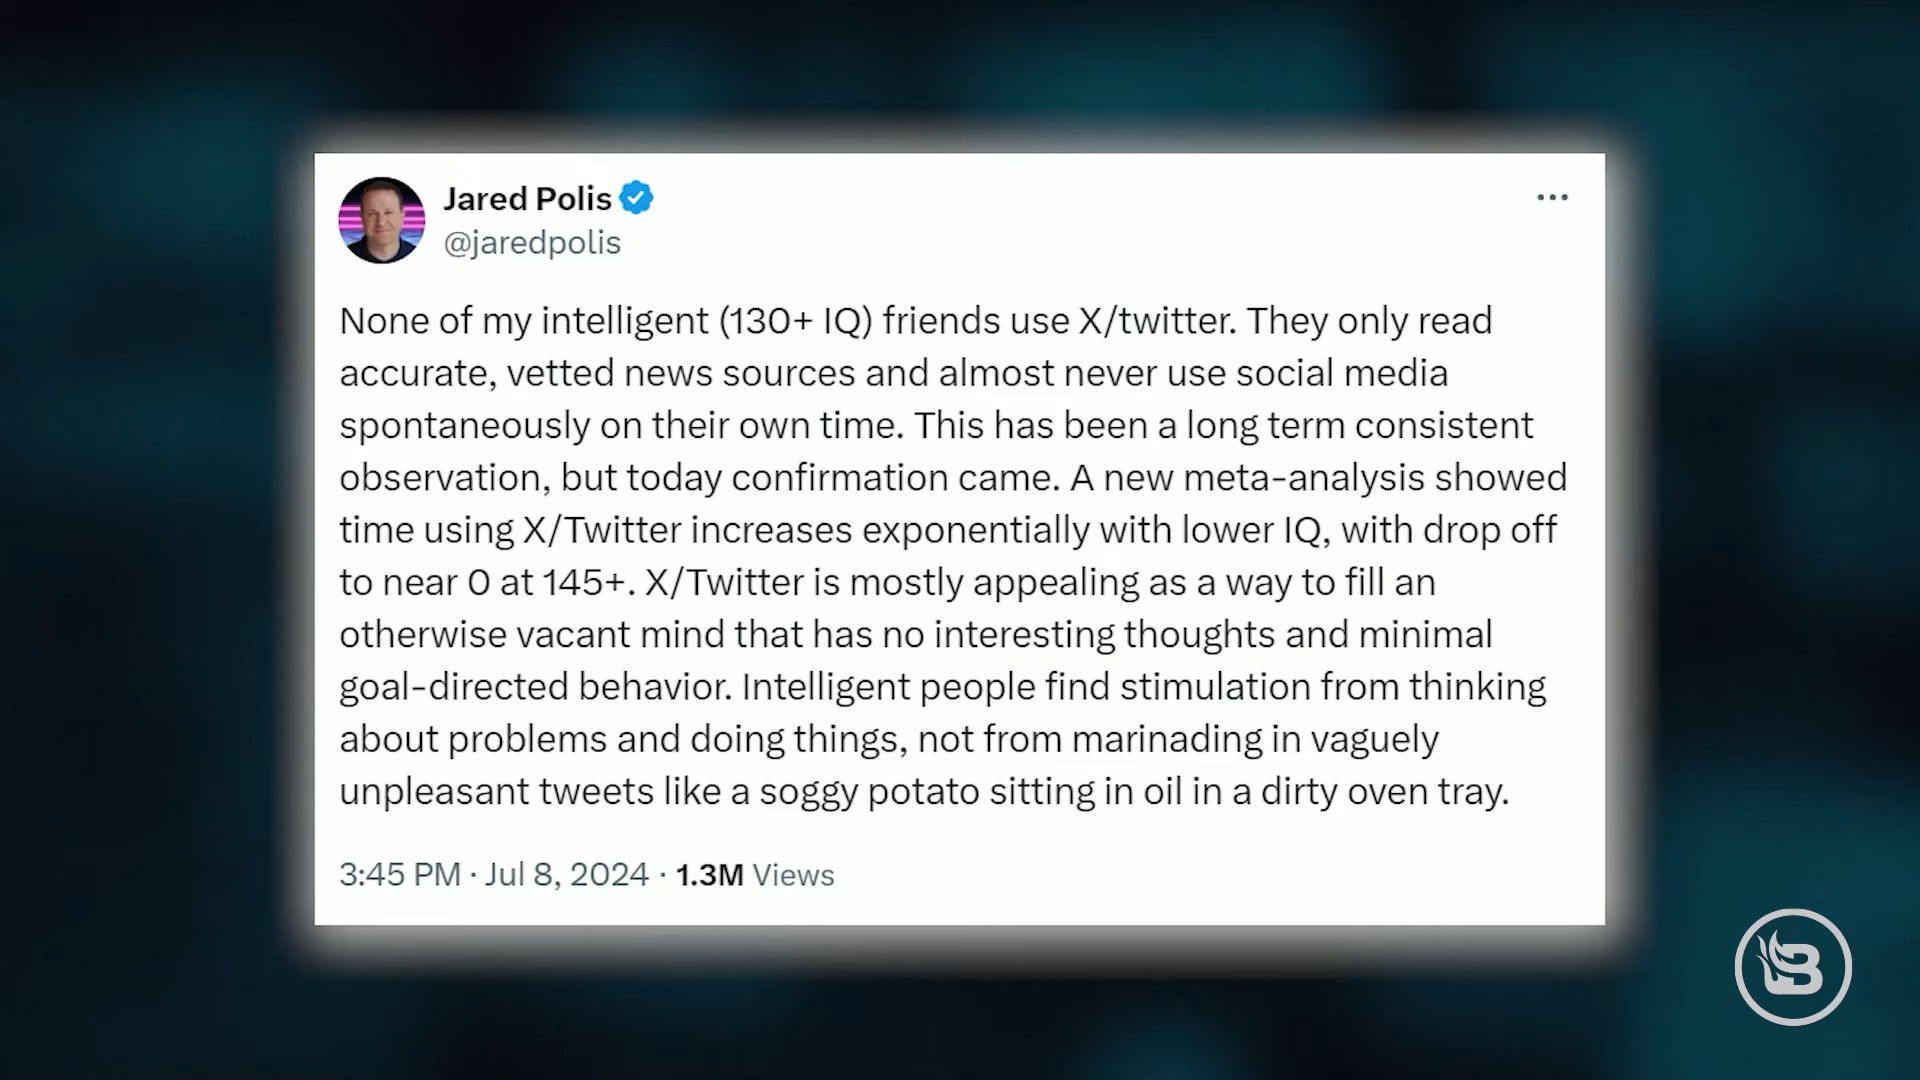 Jared Polis
@jaredpolis
None of my intelligent (130+ IQ) friends use X/twitter. They only read
accurate, vetted news sources and almost never use social media
spontaneously on their own time. This has been a long term consistent
observation, but today confirmation came. A new meta-analysis showed
time using X/Twitter increases exponentially with lower IQ, with drop off
to near 0 at 145+. X/Twitter is mostly appealing as a way to fill an
otherwise vacant mind that has no interesting thoughts and minimal
goal-directed behavior. Intelligent people find stimulation from thinking
about problems and doing things, not from marinading in vaguely
unpleasant tweets like a soggy potato sitting in oil in a dirty oven tray.
3:45 PM · Jul 8, 2024 · 1.3M Views
B